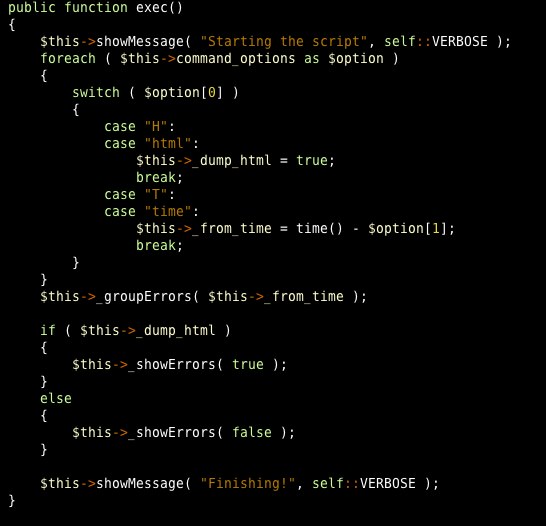 public function exec()
{
    $this->showMessage( "Starting the script", self::VERBOSE );
    foreach ( $this->command_options as $option )
    {
        switch ( $option[0] )
        {
            case "H":
            case "html":
                $this->_dump_html = true;
                break;
            case "T":
            case "time":
                $this->_from_time = time() - $option[1];
                break;
        }
    }
    $this->_groupErrors( $this->_from_time );

    if ( $this->_dump_html )
    {
        $this->_showErrors( true );
    }
    else
    {
        $this->_showErrors( false );
    }

    $this->showMessage( "Finishing!", self::VERBOSE );
}